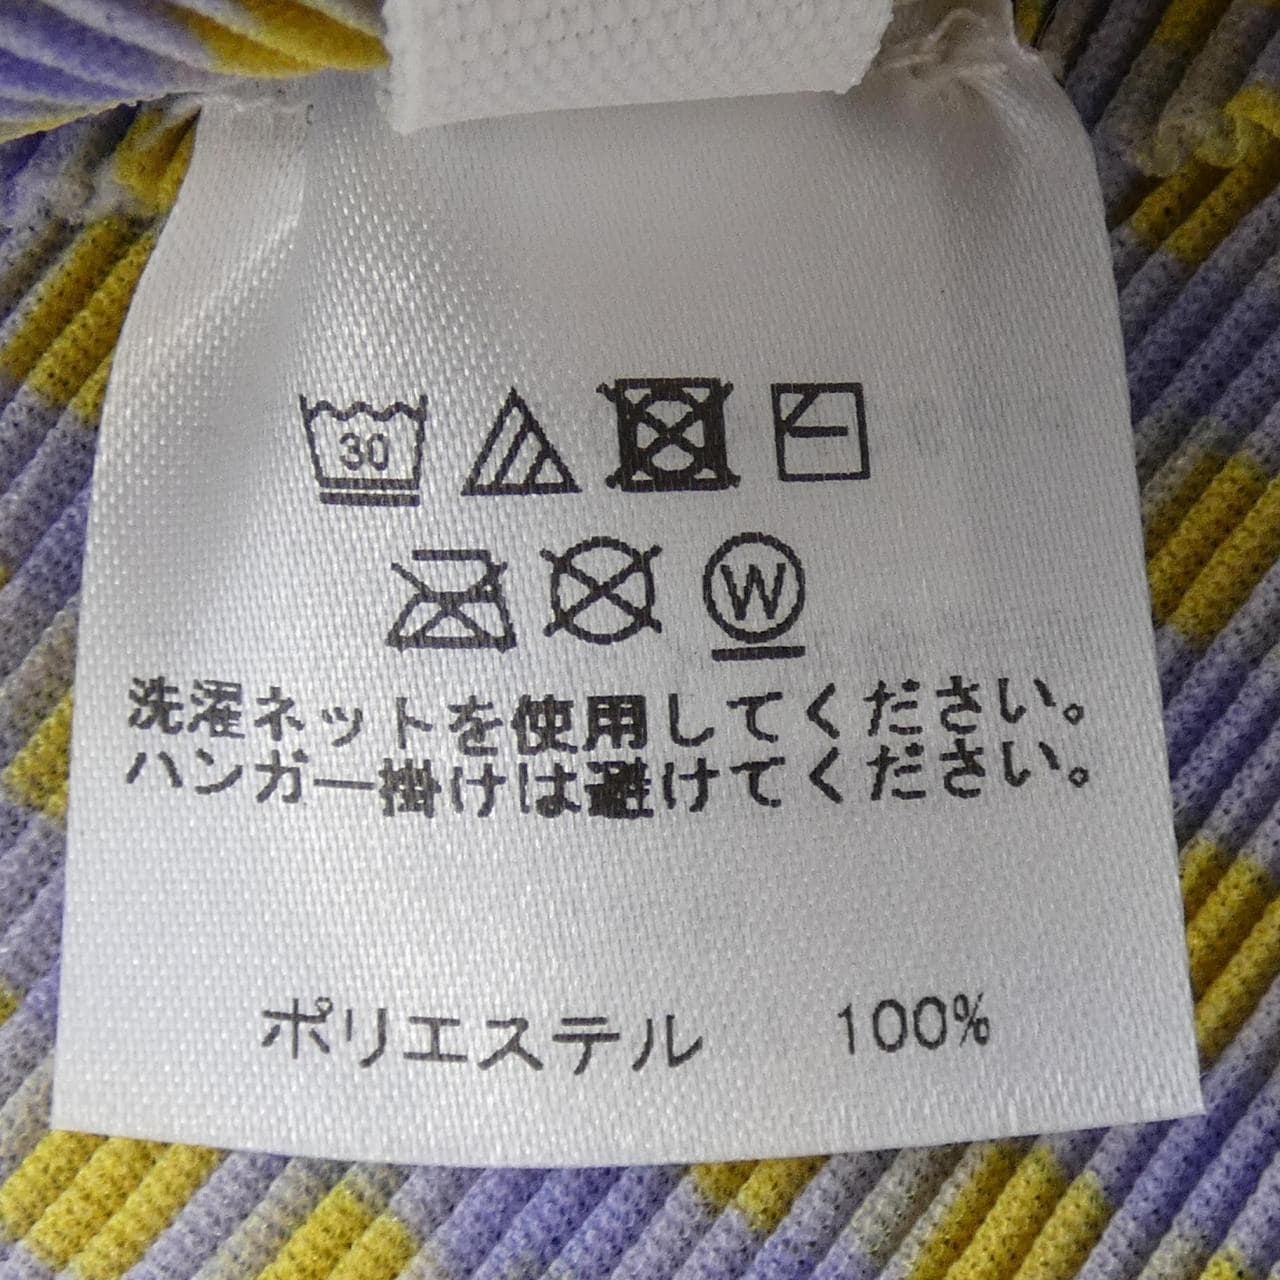 30
W
洗濯ネットを使用してください。
ハンガー掛けは避けてください。
ポリエステル 100%